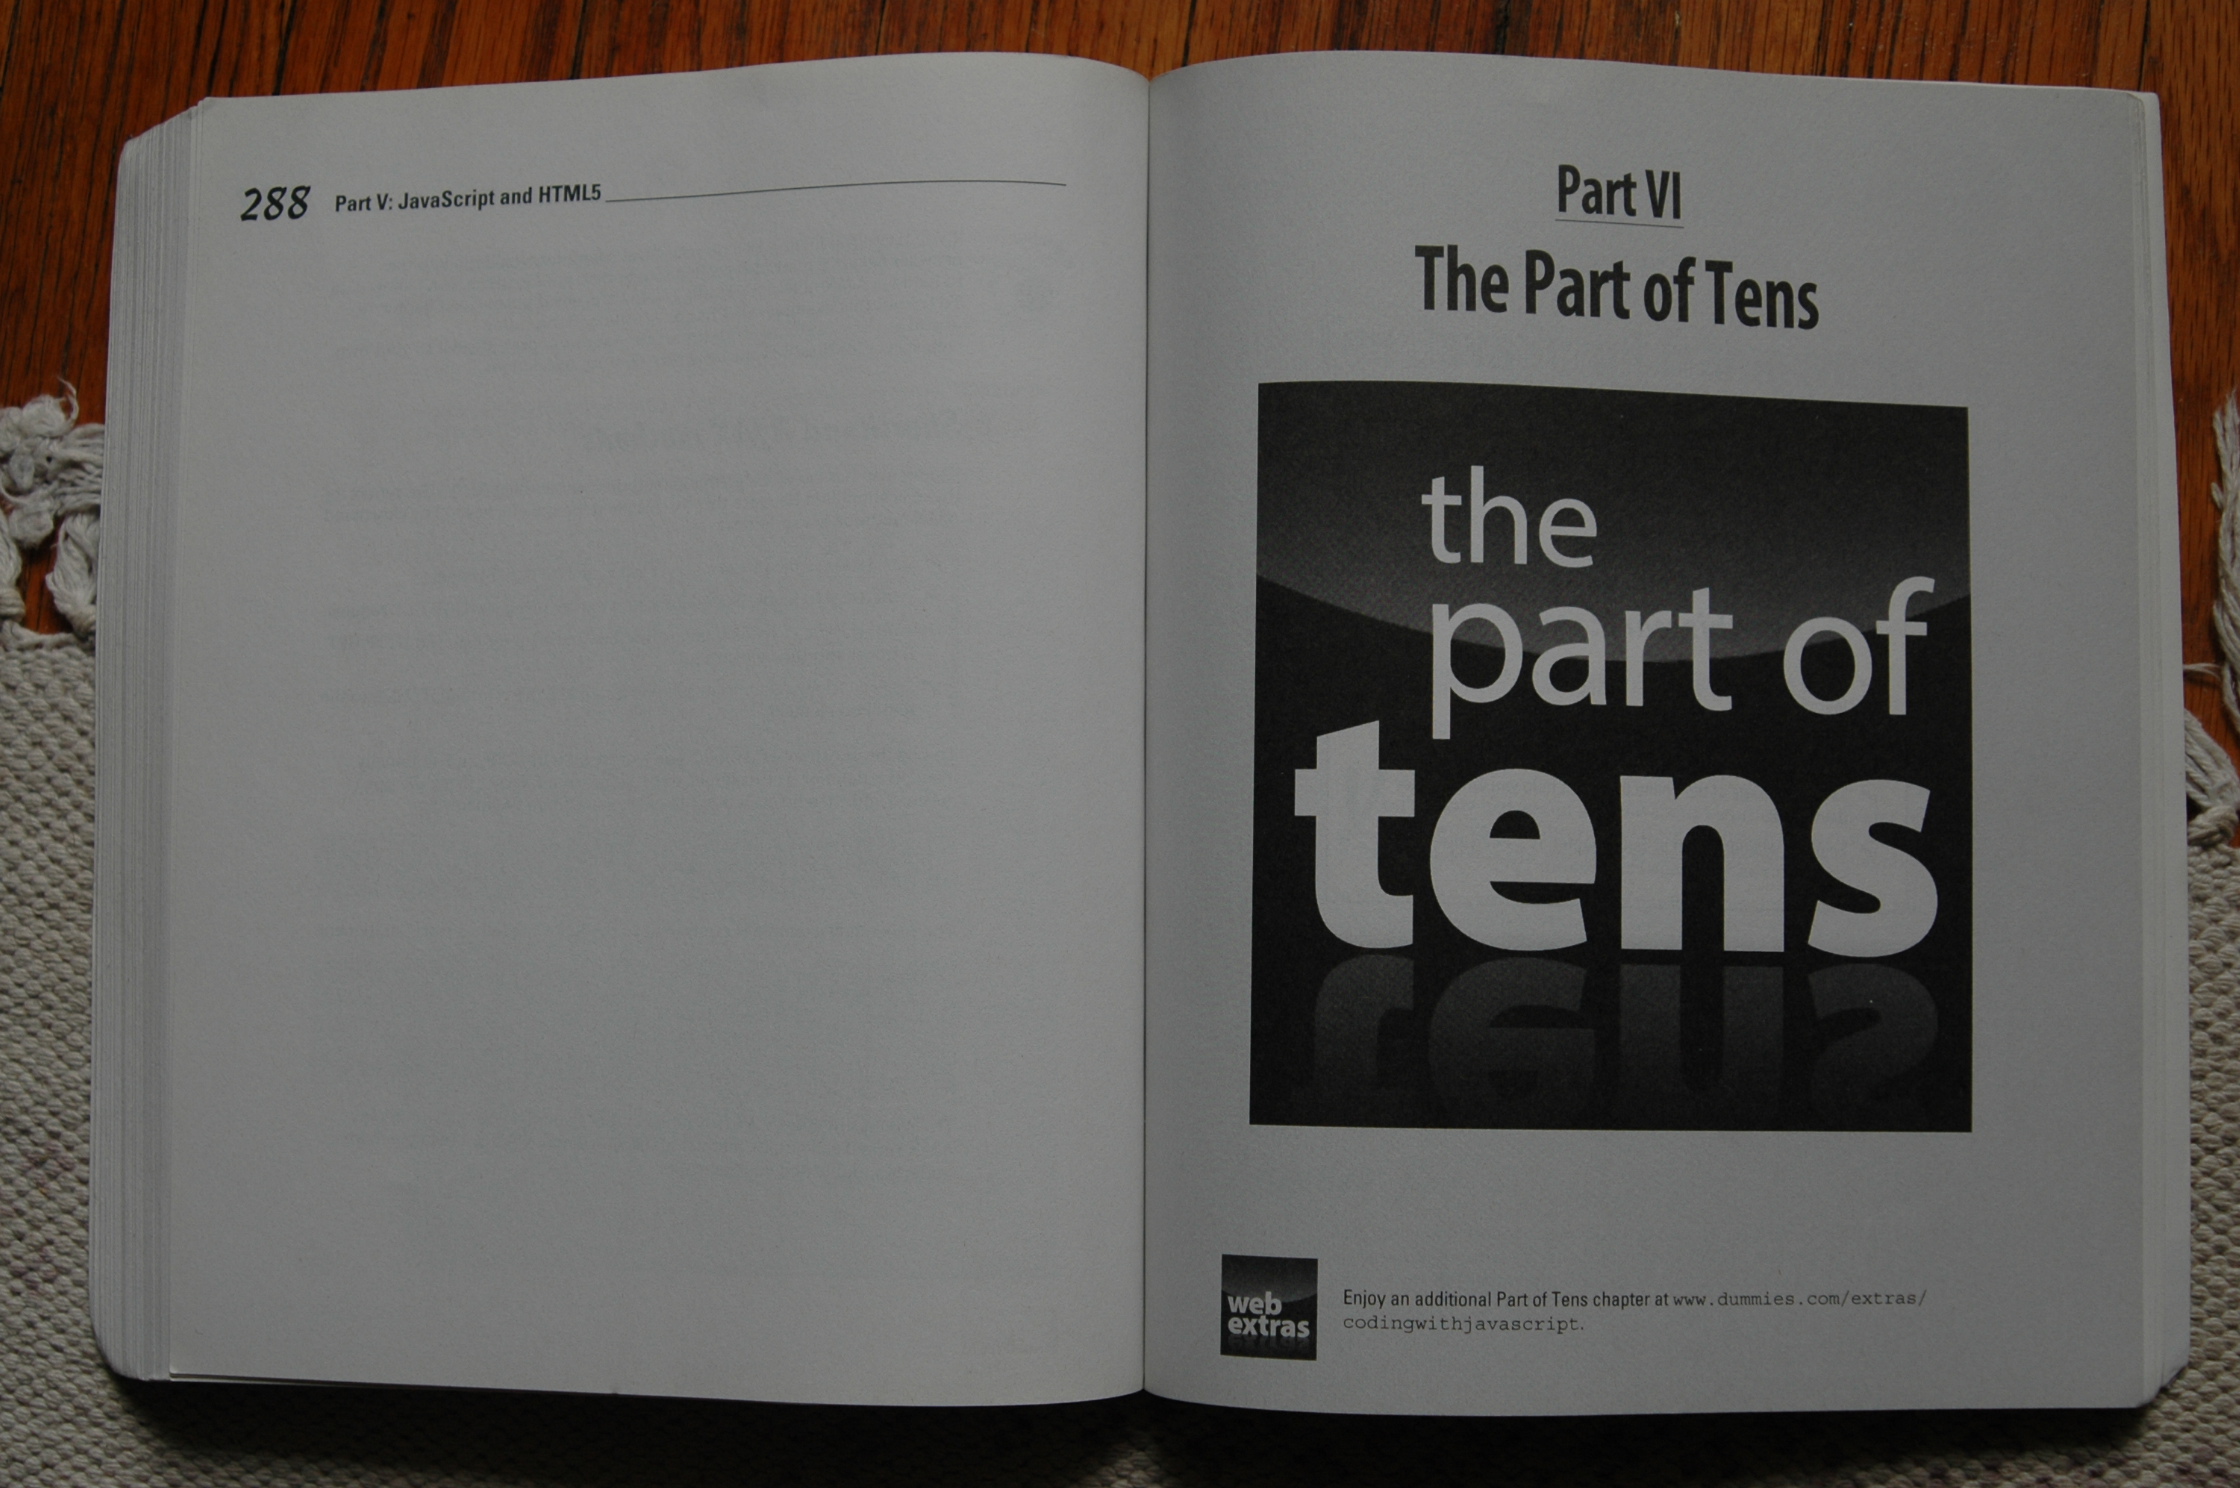 288 Part V: JavaScript and HTML5
Part VI
The Part of Tens
the
part of
tens
web
extras
Enjoy an additional Part of Tens chapter at www.dummies.com/extras/
codingwithjavascript.